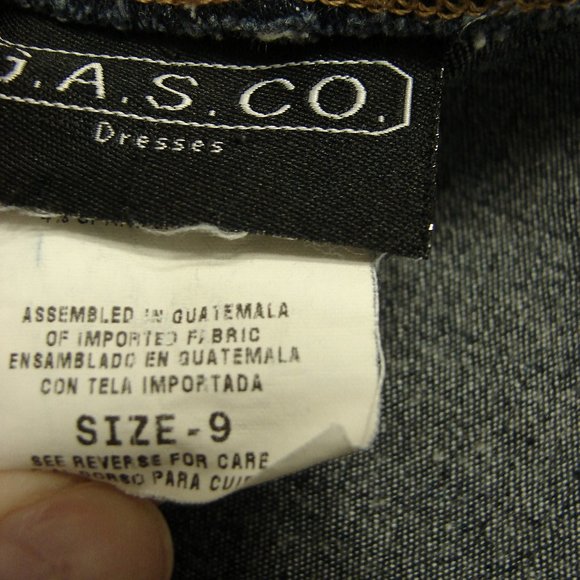 J.A.S.CO.
Dresses
ASSEMBLED IN GUATEMALA
OF IMPORTED FABRIC
ENSAMBLADO EN GUATEMALA
CON TELA IMPORTADA
SIZE-9
SEE REVERSE FOR CARE
PARA